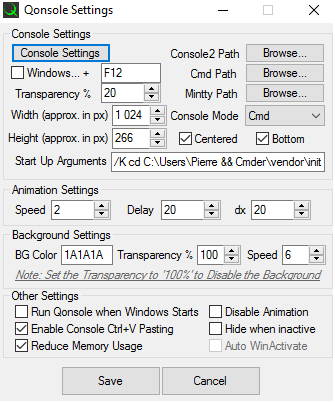 Qonsole Settings
Console Settings
Console Settings Console2 Path Browse...
Windows... + F12 Cmd Path Browse...
Transparency % 20 Mintty Path Browse...
Width (approx. in px) 1 024 Console Mode Cmd
Height (approx. in px) 266 Centered Bottom
Start Up Arguments /K cd C:\Users\Pierre && Cmder\vendor\init
Animation Settings
Speed 2 Delay 20 dx 20
Background Settings
BG Color 1A1A1A Transparency % 100 Speed 6
Note: Set the Transparency to '100%' to Disable the Background
Other Settings
Run Qonsole when Windows Starts Disable Animation
Enable Console Ctrl+V Pasting Hide when inactive
Reduce Memory Usage Auto WinActivate
Save Cancel